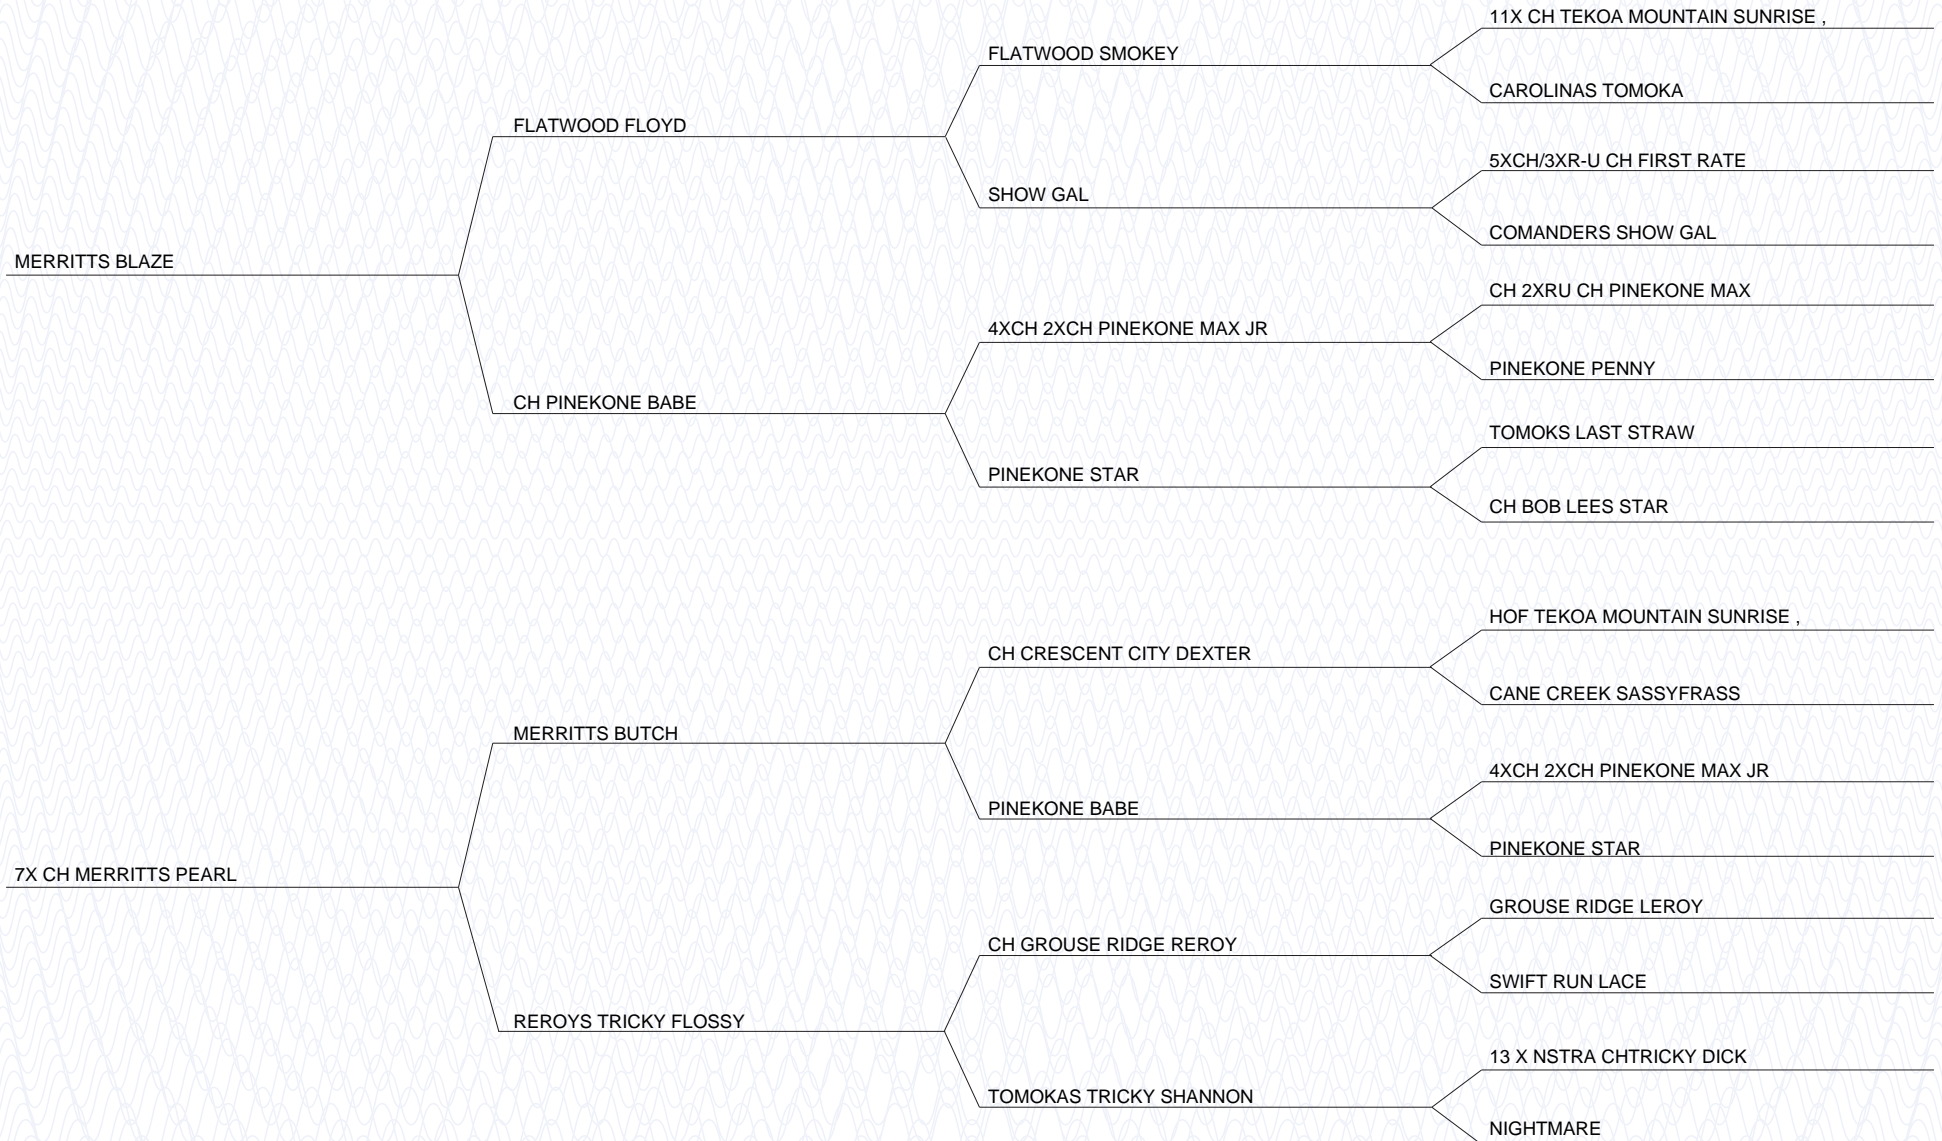 11X CH TEKOA MOUNTAIN SUNRISE ,
FLATWOOD SMOKEY
CAROLINAS TOMOKA
FLATWOOD FLOYD
5XCH/3XR-U CH FIRST RATE
SHOW GAL
COMANDERS SHOW GAL
MERRITTS BLAZE
CH 2XRU CH PINEKONE MAX
4XCH 2XCH PINEKONE MAX JR
PINEKONE PENNY
CH PINEKONE BABE
TOMOKS LAST STRAW
PINEKONE STAR
CH BOB LEES STAR
HOF TEKOA MOUNTAIN SUNRISE ,
CH CRESCENT CITY DEXTER
CANE CREEK SASSYFRASS
MERRITTS BUTCH
4XCH 2XCH PINEKONE MAX JR
PINEKONE BABE
PINEKONE STAR
7X CH MERRITTS PEARL
GROUSE RIDGE LEROY
CH GROUSE RIDGE REROY
SWIFT RUN LACE
REROYS TRICKY FLOSSY
13 X NSTRA CHTRICKY DICK
TOMOKAS TRICKY SHANNON
NIGHTMARE